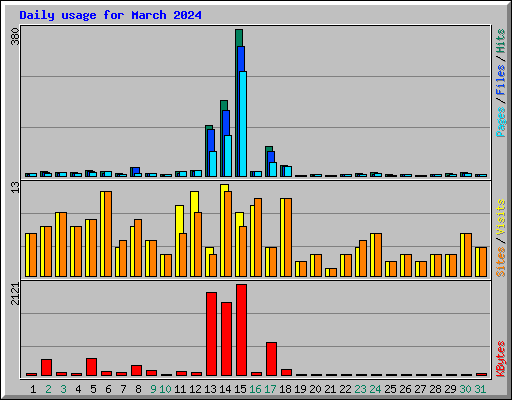 Daily usage for March 2024
380
Pages / Files / Hits
13
Sites / Visits
2121
KBytes
1 2 3 4 5 6 7 8 9 10 11 12 13 14 15 16 17 18 19 20 21 22 23 24 25 26 27 28 29 30 31